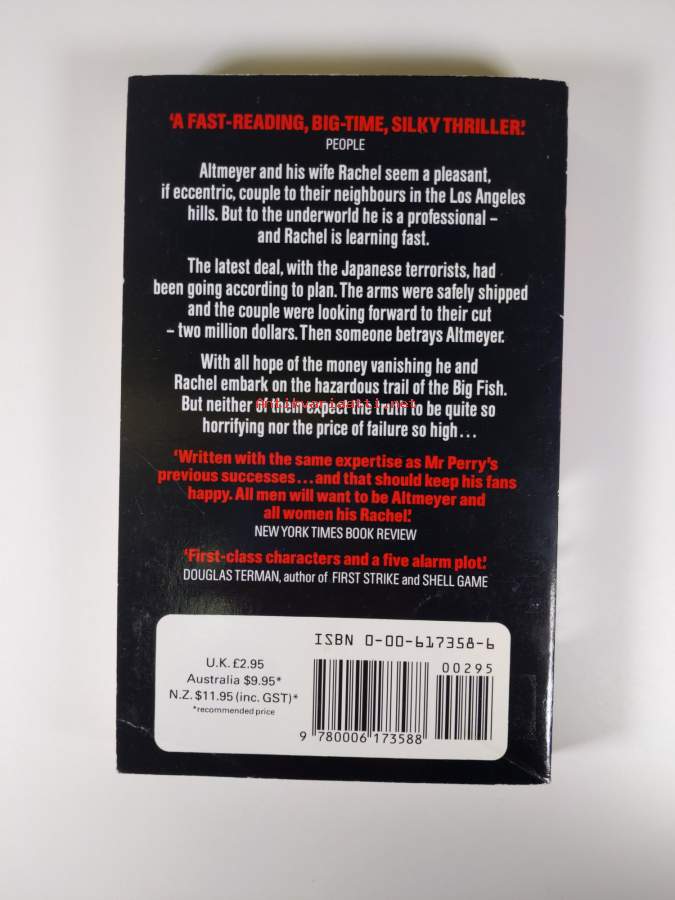 ‘A FAST-READING, BIG-TIME, SILKY THRILLER.’
PEOPLE
Altmeyer and his wife Rachel seem a pleasant,
if eccentric, couple to their neighbours in the Los Angeles
hills. But to the underworld he is a professional –
and Rachel is learning fast.
The latest deal, with the Japanese terrorists, had
been going according to plan. The arms were safely shipped
and the couple were looking forward to their cut
– two million dollars. Then someone betrays Altmeyer.
With all hope of the money vanishing he and
Rachel embark on the hazardous trail of the Big Fish.
But neither of them expect the truth to be quite so
Antikvariaatti.net
horrifying nor the price of failure so high...
‘Written with the same expertise as Mr Perry’s
previous successes...and that should keep his fans
happy. All men will want to be Altmeyer and
all women his Rachel.’
NEW YORK TIMES BOOK REVIEW
‘First-class characters and a five alarm plot.’
DOUGLAS TERMAN, author of FIRST STRIKE and SHELL GAME
ISBN 0-00-617358-6
U.K. £2.95
Australia $9.95*
N.Z. $11.95 (inc. GST)*
*recommended price
00295
9 780006 173588